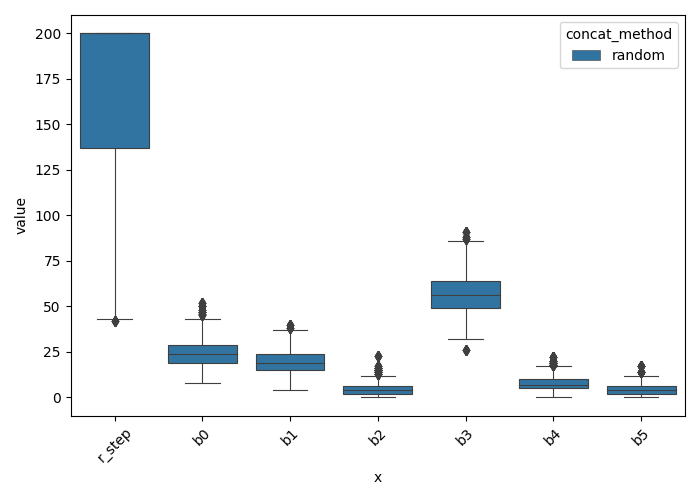 concat_method
random
200
175
150
125
100
75
50
25
0
value
r_step
b0
b1
b2
b3
b4
b5
x